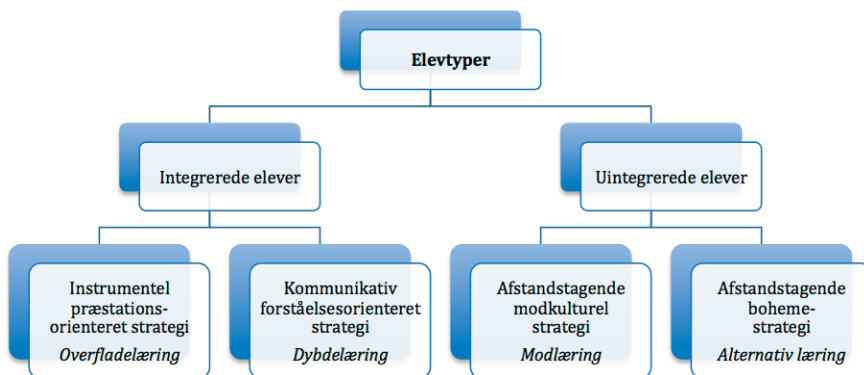 Elevtyper
Integrerede elever
Uintegrerede elever
Instrumentel
præstations-
orienteret strategi
Overfladelæring
Kommunikativ
forståelsesorienteret
strategi
Dybdelæring
Afstandstagende
modkulturel
strategi
Modlæring
Afstandstagende
boheme-
strategi
Alternativ læring